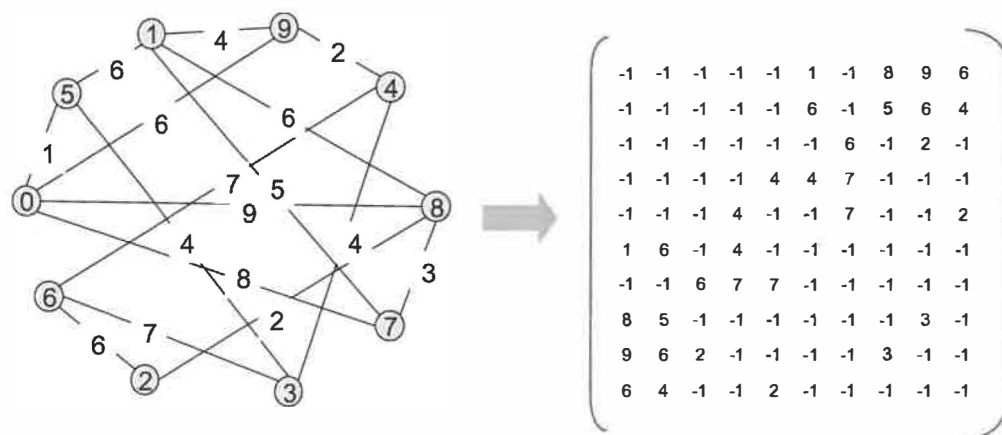 1 4 9
6 2
5 4
6 6
1
7 5
0 9 8
4 4
8 3
6
2 7
7
6
2
3
-1 -1 -1 -1 -1 1 -1 8 9 6
-1 -1 -1 -1 -1 6 -1 5 6 4
-1 -1 -1 -1 -1 -1 6 -1 2 -1
-1 -1 -1 -1 4 4 7 -1 -1 -1
-1 -1 -1 4 -1 -1 7 -1 -1 2
1 6 -1 4 -1 -1 -1 -1 -1 -1
-1 -1 6 7 7 -1 -1 -1 -1 -1
8 5 -1 -1 -1 -1 -1 -1 3 -1
9 6 2 -1 -1 -1 -1 3 -1 -1
6 4 -1 -1 2 -1 -1 -1 -1 -1